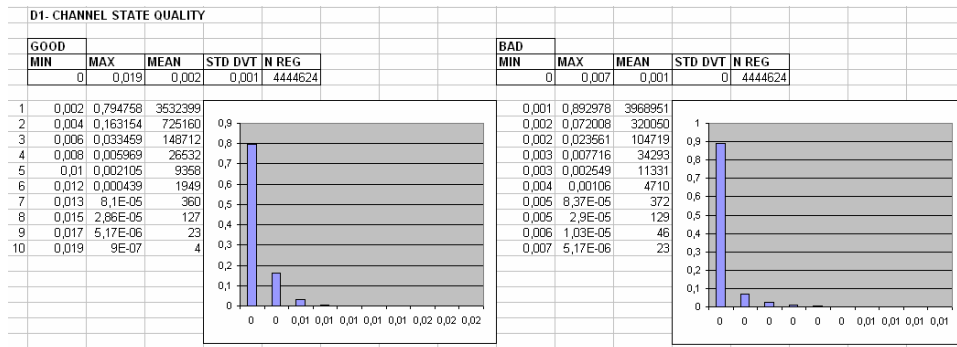 D1- CHANNEL STATE QUALITY
GOOD
MIN MAX MEAN STD DVT N REG
0 0,019 0,002 0,001 4444624
1 0,002 0,794758 3532399
2 0,004 0,163154 725160
3 0,006 0,033459 148712
4 0,008 0,005969 26532
5 0,01 0,002105 9358
6 0,012 0,000439 1949
7 0,013 8,1E-05 360
8 0,015 2,86E-05 127
9 0,017 5,17E-06 23
10 0,019 9E-07 4
0,9
0,8
0,7
0,6
0,5
0,4
0,3
0,2
0,1
0
0 0 0,01 0,01 0,01 0,01 0,01 0,02 0,02 0,02
BAD
MIN MAX MEAN STD DVT N REG
0 0,007 0,001 0 4444624
0,001 0,892978 3968951
0,002 0,072008 320050
0,002 0,023561 104719
0,003 0,007716 34293
0,003 0,002549 11331
0,004 0,00106 4710
0,005 8,37E-05 372
0,005 2,9E-05 129
0,006 1,03E-05 46
0,007 5,17E-06 23
1
0,9
0,8
0,7
0,6
0,5
0,4
0,3
0,2
0,1
0
0 0 0 0 0 0 0,01 0,01 0,01 0,01